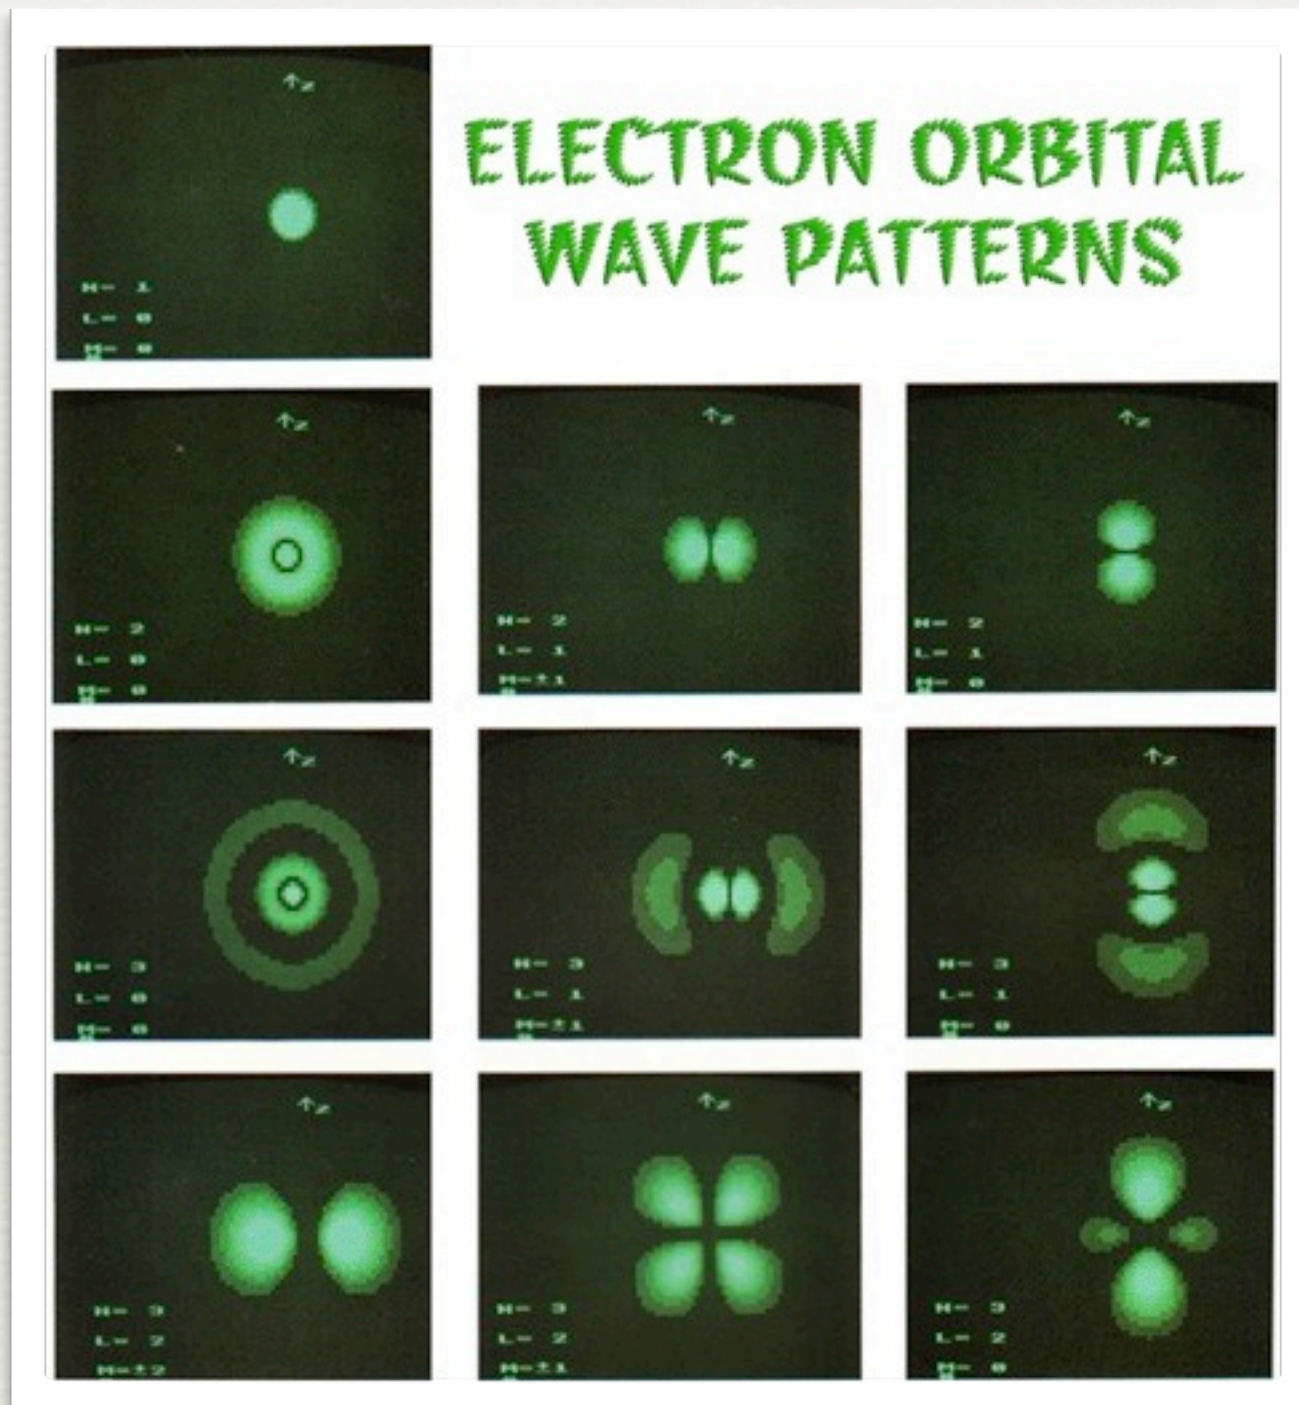 ELECTRON ORBITAL
WAVE PATTERNS
↑z
N= 1
L= 0
M= 0
↑z
N= 2
L= 0
M= 0
↑z
N= 2
L= 1
M=±1
↑z
N= 2
L= 1
M= 0
↑z
N= 3
L= 0
M= 0
↑z
N= 3
L= 1
M=±1
↑z
N= 3
L= 1
M= 0
↑z
N= 3
L= 2
M=±2
↑z
N= 3
L= 2
M=±1
↑z
N= 3
L= 2
M= 0